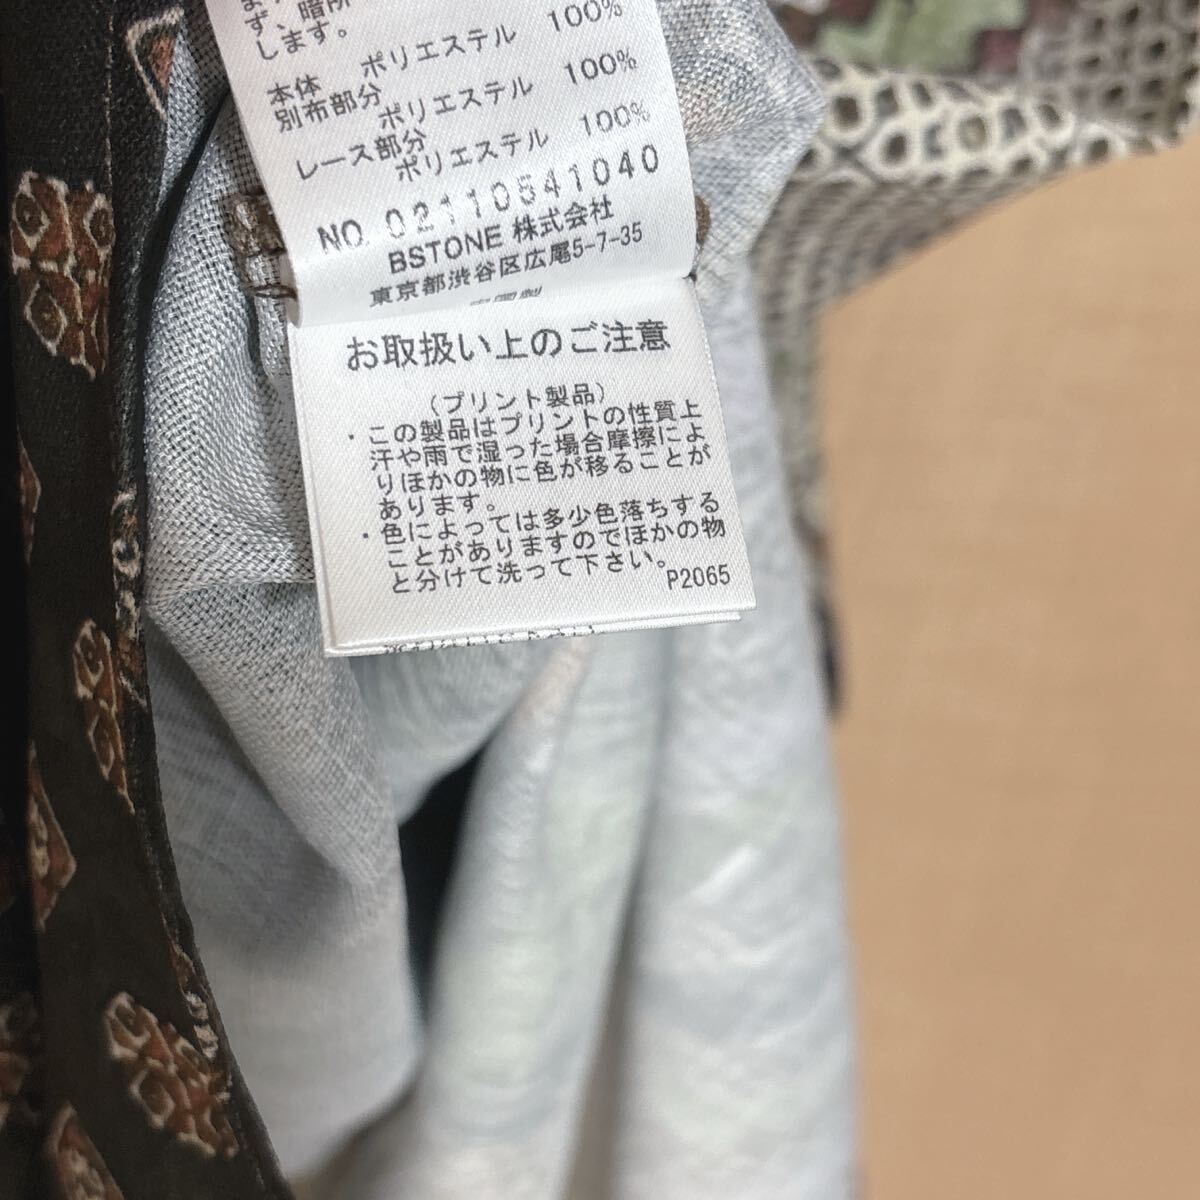 ず、暗所
します。
本体 ポリエステル 100%
別布部分
ポリエステル 100%
レース部分
ポリエステル 100%
NO. 02110541040
BSTONE 株式会社
東京都渋谷区広尾5-7-35
お取扱い上のご注意
(プリント製品)
・この製品はプリントの性質上
汗や雨で湿った場合摩擦によ
りほかの物に色が移ることが
あります。
・色によっては多少色落ちする
ことがありますのでほかの物
と分けて洗って下さい。
P2065